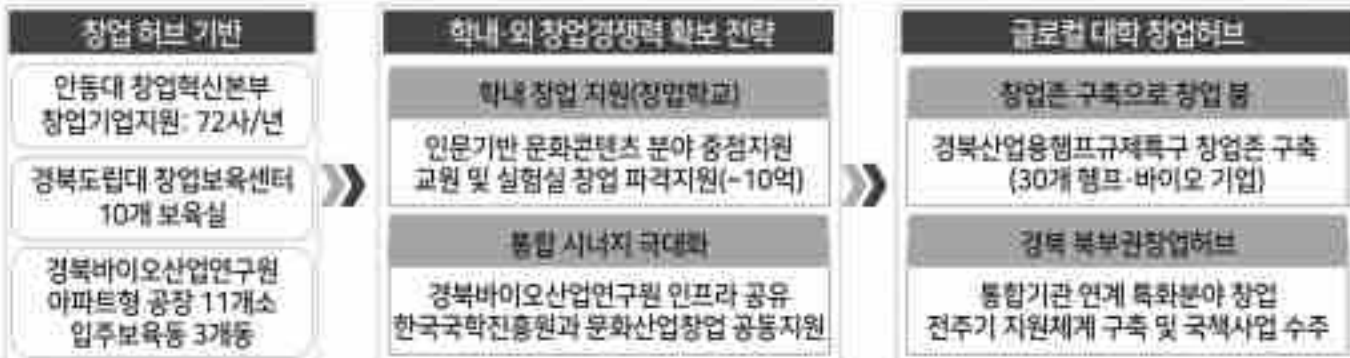 창업 허브 기반
안동대 창업혁신본부
창업기업지원: 72사/년
경북도립대 창업보육센터
10개 보육실
경북바이오산업연구원
아파트형 공장 11개소
입주보육동 3개동
학내·외 창업경쟁력 확보 전략
학내 창업 지원(창업학교)
인문기반 문화콘텐츠 분야 중점지원
교원 및 실험실 창업 파격지원(~10억)
통합 시너지 극대화
경북바이오산업연구원 인프라 공유
한국국학진흥원과 문화산업창업 공동지원
글로컬 대학 창업허브
창업존 구축으로 창업 붐
경북산업용헴프규제특구 창업존 구축
(30개 헴프·바이오 기업)
경북 북부권창업허브
통합기관 연계 특화분야 창업
전주기 지원체계 구축 및 국책사업 수주